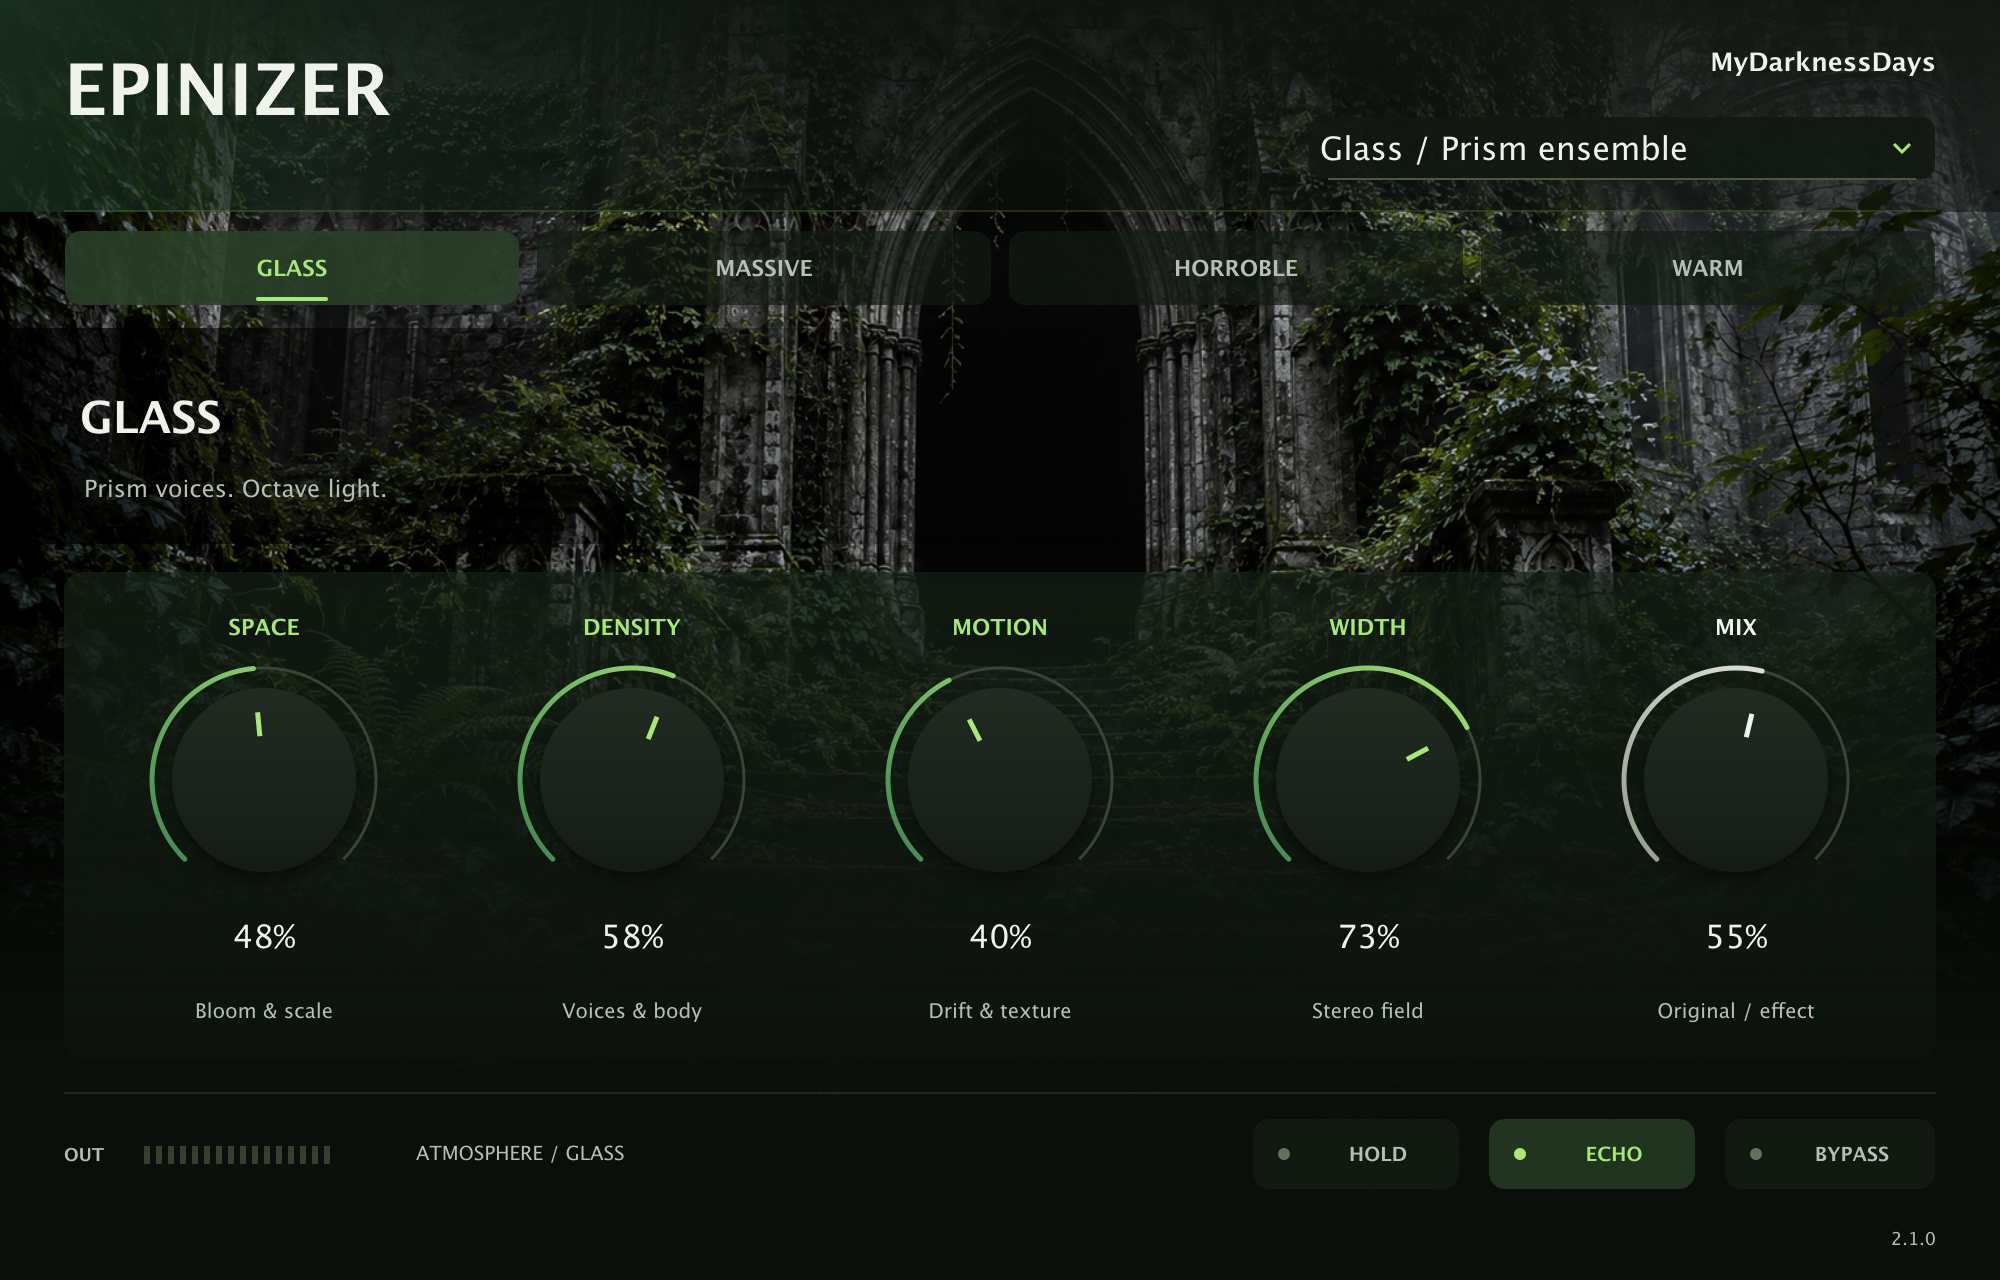 EPINIZER
MyDarknessDays
Glass / Prism ensemble
GLASS
MASSIVE
HORROBLE
WARM
GLASS
Prism voices. Octave light.
SPACE
DENSITY
MOTION
WIDTH
MIX
48%
58%
40%
73%
55%
Bloom & scale
Voices & body
Drift & texture
Stereo field
Original / effect
OUT
ATMOSPHERE / GLASS
HOLD
ECHO
BYPASS
2.1.0